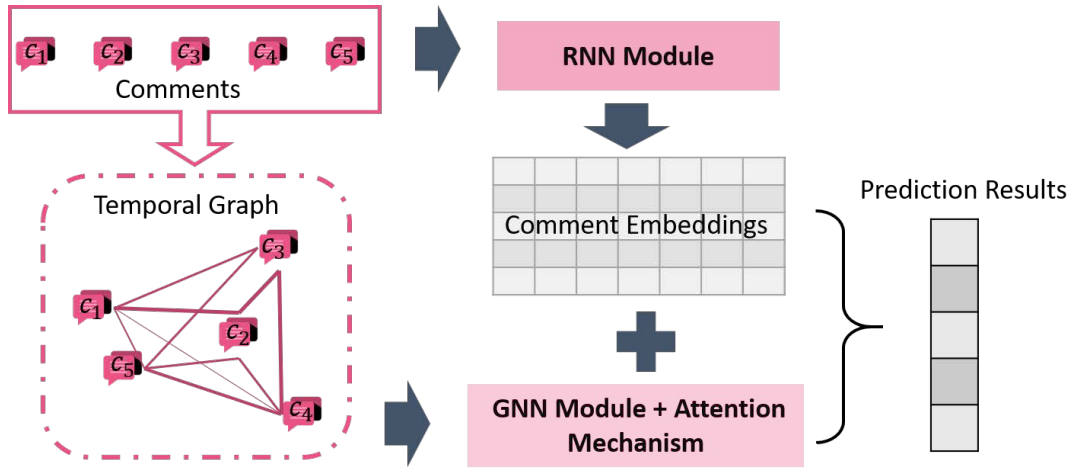 c1 c2 c3 c4 c5
Comments
RNN Module
Temporal Graph
c3
c1
c2
c5
c4
Comment Embeddings
GNN Module + Attention
Mechanism
Prediction Results